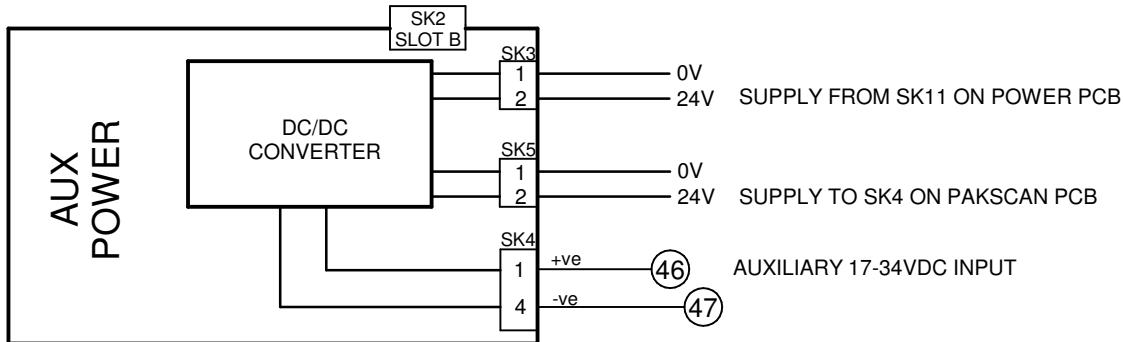 SK2
SLOT B
AUX
POWER
DC/DC
CONVERTER
SK3
1 0V
2 24V SUPPLY FROM SK11 ON POWER PCB
SK5
1 0V
2 24V SUPPLY TO SK4 ON PAKSCAN PCB
SK4
1 +ve 46 AUXILIARY 17-34VDC INPUT
4 -ve 47